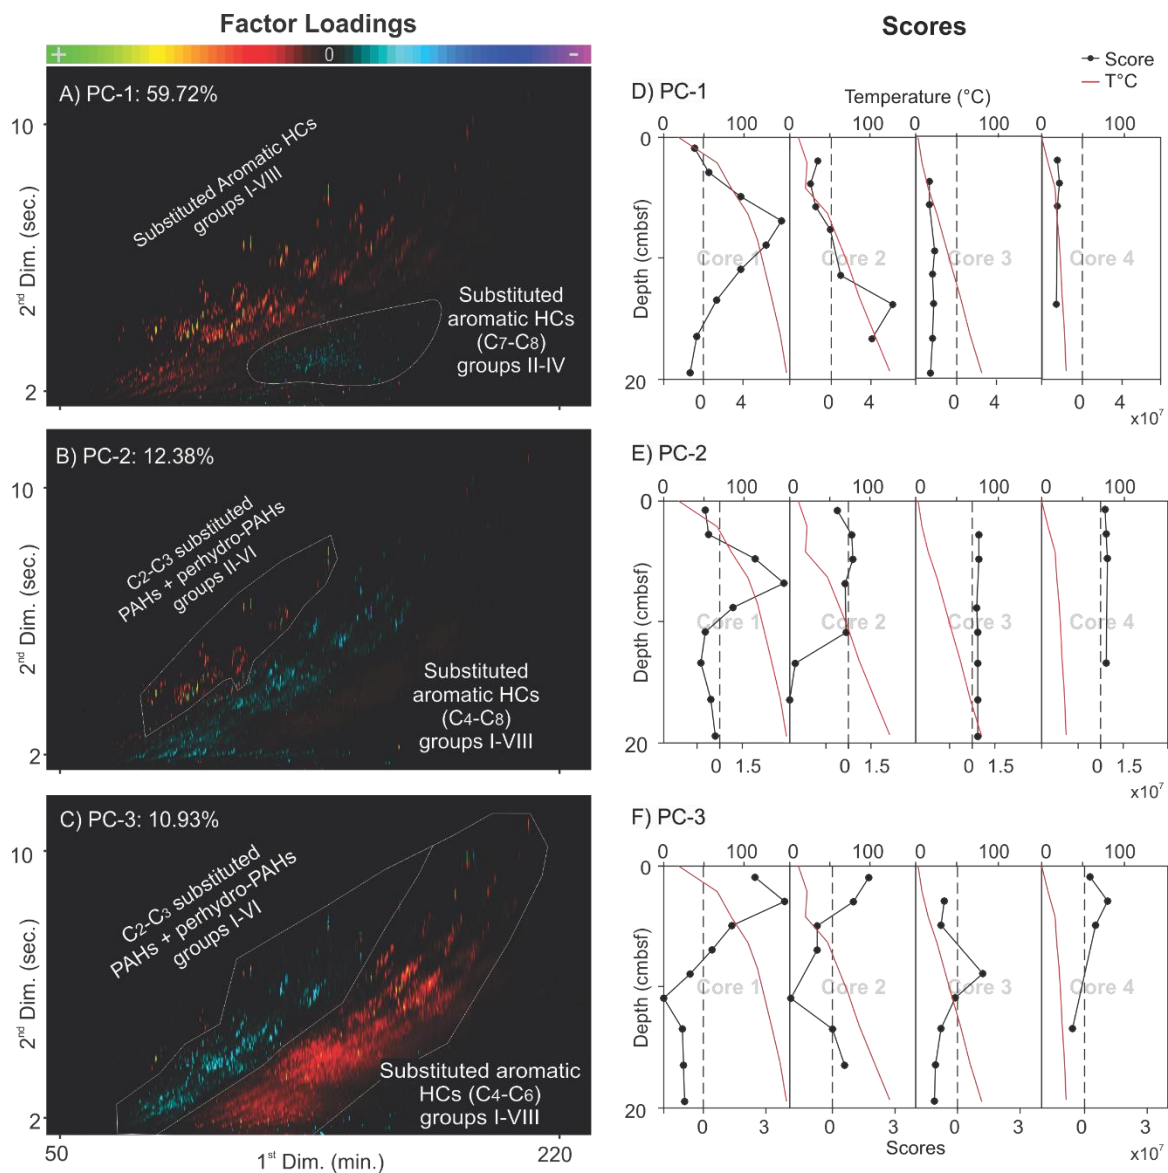 Factor Loadings
+
0
-
A) PC-1: 59.72%
10
2
2nd Dim. (sec.)
Substituted Aromatic HCs
groups I-VIII
Substituted
aromatic HCs
(C7-C8)
groups II-IV
B) PC-2: 12.38%
10
2
2nd Dim. (sec.)
C2-C3 substituted
PAHs + perhydro-PAHs
groups II-VI
Substituted
aromatic HCs
(C4-C8)
groups I-VIII
C) PC-3: 10.93%
10
2
2nd Dim. (sec.)
C2-C3 substituted
PAHs + perhydro-PAHs
groups I-VI
Substituted aromatic
HCs (C4-C6)
groups I-VIII
50
1st Dim. (min.)
220
Scores
Score
T°C
D) PC-1
Temperature (°C)
0 100 0 100 0 100 0 100
0
Depth (cmbsf)
20
Core 1 Core 2 Core 3 Core 4
0 4 0 4 0 4 0
x10⁷
E) PC-2
0 100 0 100 0 100 0 100
0
Depth (cmbsf)
20
Core 1 Core 2 Core 3 Core 4
0 1.5 0 1.5 0 1.5 0 1.5
x10⁷
F) PC-3
0 100 0 100 0 100 0 100
0
Depth (cmbsf)
20
Core 1 Core 2 Core 3 Core 4
0 3 0 3 0 3 0 3
Scores
x10⁷